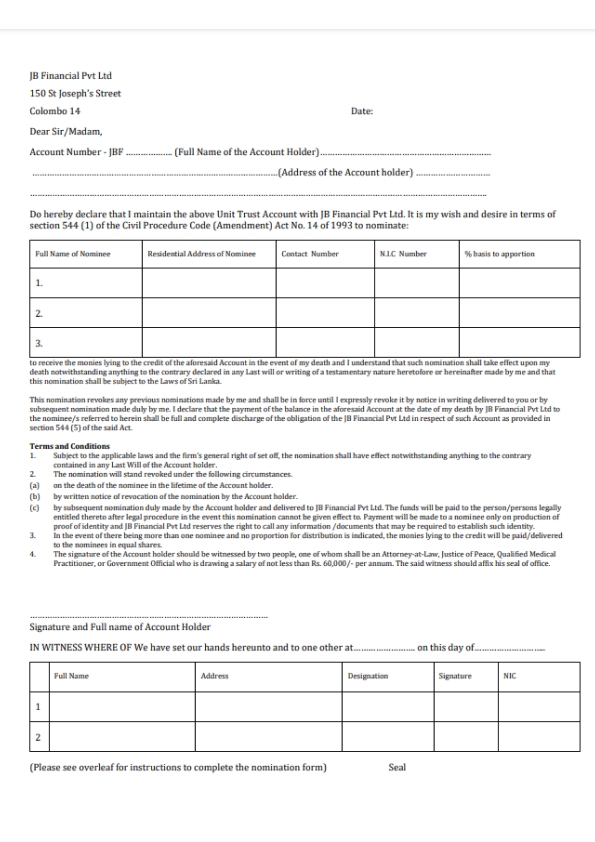 JB Financial Pvt Ltd
150 St Joseph's Street
Colombo 14 Date:
Dear Sir/Madam,
Account Number - JBF ……………… (Full Name of the Account Holder)……………………………………………………………
……………………………………………………………………………………(Address of the Account holder) …………………………
………………………………………………………………………………………………………………………………………………………………
Do hereby declare that I maintain the above Unit Trust Account with JB Financial Pvt Ltd. It is my wish and desire in terms of
section 544 (1) of the Civil Procedure Code (Amendment) Act No. 14 of 1993 to nominate:
Full Name of Nominee Residential Address of Nominee Contact Number N.I.C Number % basis to apportion
1.
2.
3.
to receive the monies lying to the credit of the aforesaid Account in the event of my death and I understand that such nomination shall take effect upon my
death notwithstanding anything to the contrary declared in any Last will or writing of a testamentary nature heretofore or hereinafter made by me and that
this nomination shall be subject to the Laws of Sri Lanka.
This nomination revokes any previous nominations made by me and shall be in force until I expressly revoke it by notice in writing delivered to you or by
subsequent nomination made duly by me. I declare that the payment of the balance in the aforesaid Account at the date of my death by JB Financial Pvt Ltd to
the nominee/s referred to herein shall be full and complete discharge of the obligation of the JB Financial Pvt Ltd in respect of such Account as provided in
section 544 (5) of the said Act.
Terms and Conditions
1. Subject to the applicable laws and the firm's general right of set off, the nomination shall have effect notwithstanding anything to the contrary
contained in any Last Will of the Account holder.
2. The nomination will stand revoked under the following circumstances.
(a) on the death of the nominee in the lifetime of the Account holder.
(b) by written notice of revocation of the nomination by the Account holder.
(c) by subsequent nomination duly made by the Account holder and delivered to JB Financial Pvt Ltd. The funds will be paid to the person/persons legally
entitled thereto after legal procedure in the event this nomination cannot be given effect to. Payment will be made to a nominee only on production of
proof of identity and JB Financial Pvt Ltd reserves the right to call any information /documents that may be required to establish such identity.
3. In the event of there being more than one nominee and no proportion for distribution is indicated, the monies lying to the credit will be paid/delivered
to the nominees in equal shares.
4. The signature of the Account holder should be witnessed by two people, one of whom shall be an Attorney-at-Law, Justice of Peace, Qualified Medical
Practitioner, or Government Official who is drawing a salary of not less than Rs. 60,000/- per annum. The said witness should affix his seal of office.
……………………………………………………………………………………
Signature and Full name of Account Holder
IN WITNESS WHERE OF We have set our hands hereunto and to one other at……………………. on this day of………………………..
Full Name Address Designation Signature NIC
1
2
(Please see overleaf for instructions to complete the nomination form) Seal